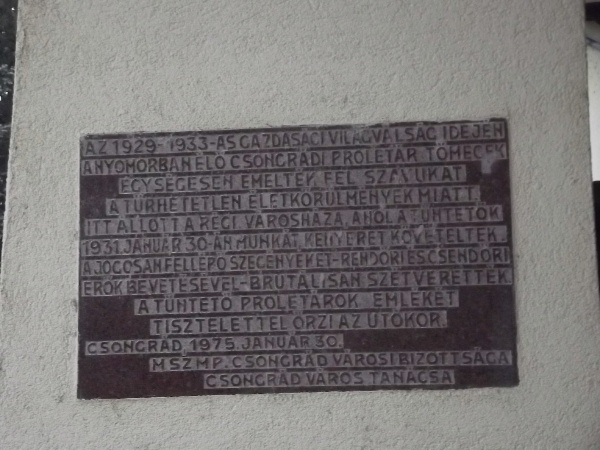 AZ 1929-1933-AS GAZDASÁGI VILÁGVÁLSÁG IDEJÉN
A NYOMORBAN ÉLŐ CSONGRÁDI PROLETÁR TÖMEGEK
EGYSÉGESEN EMELTÉK FEL SZAVUKAT
A TŰRHETETLEN ÉLETKÖRÜLMÉNYEK MIATT.
ITT ÁLLOTT A RÉGI VÁROSHÁZA, AHOL A TÜNTETŐK
1931. JANUÁR 30-ÁN MUNKÁT, KENYERET KÖVETELTEK.
A JOGOSAN FELLÉPŐ SZEGÉNYEKET-RENDŐRI ÉS CSENDŐRI
ERŐK BEVETÉSÉVEL-BRUTÁLISAN SZÉTVERETTÉK
A TÜNTETŐ PROLETÁROK EMLÉKÉT
TISZTELETTEL ŐRZI AZ UTÓKOR.
CSONGRÁD, 1975. JANUÁR 30.
MSZMP. CSONGRÁD VÁROSI BIZOTTSÁGA
CSONGRÁD VÁROS TANÁCSA